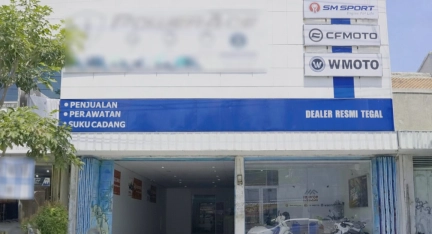 SM SPORT
CFMOTO
WMOTO
• PENJUALAN
• PERAWATAN
• SUKU CADANG
DEALER RESMI TEGAL